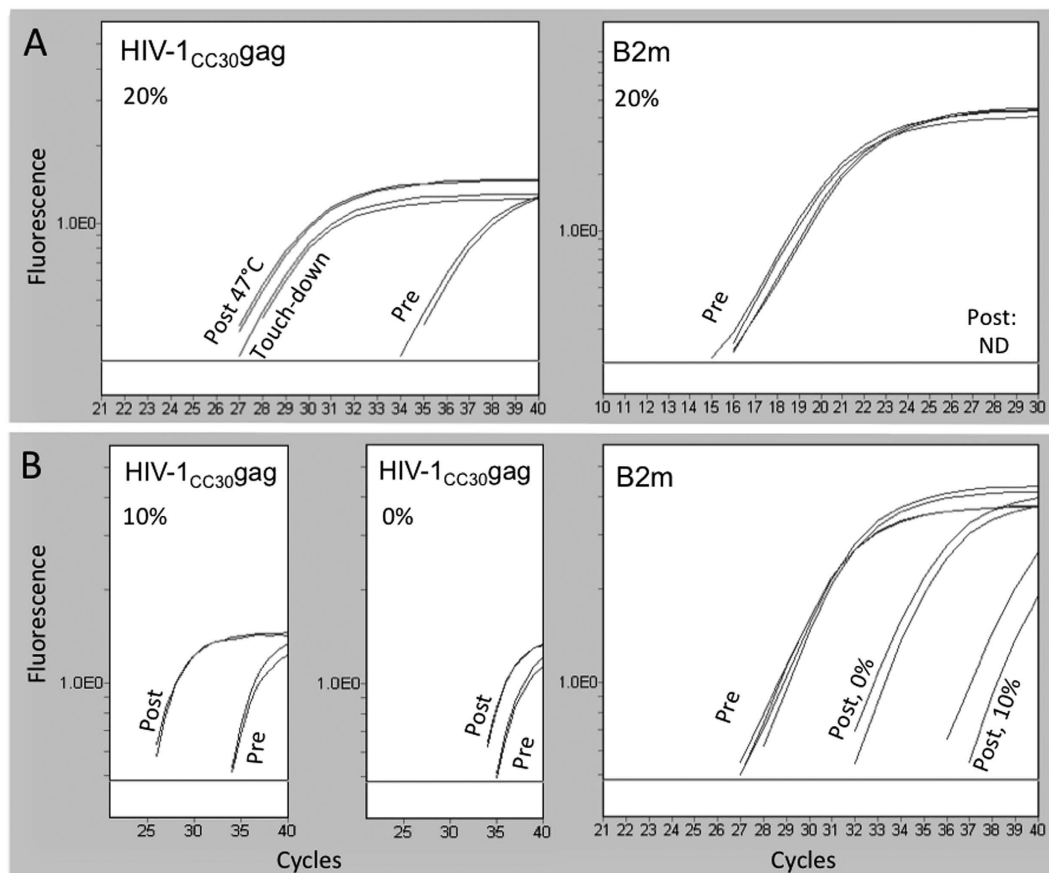 A
HIV-1CC30gag
20%
Fluorescence
1.0E0
Post 47°C
Touch-down
Pre
21 22 23 24 25 26 27 28 29 30 31 32 33 34 35 36 37 38 39 40
B2m
20%
1.0E0
Pre
Post:
ND
10 11 12 13 14 15 16 17 18 19 20 21 22 23 24 25 26 27 28 29 30
B
HIV-1CC30gag
10%
Fluorescence
1.0E0
Post
Pre
25 30 35 40
HIV-1CC30gag
0%
1.0E0
Post
Pre
25 30 35 40
Cycles
B2m
1.0E0
Pre
Post, 0%
Post, 10%
21 22 23 24 25 26 27 28 29 30 31 32 33 34 35 36 37 38 39 40
Cycles